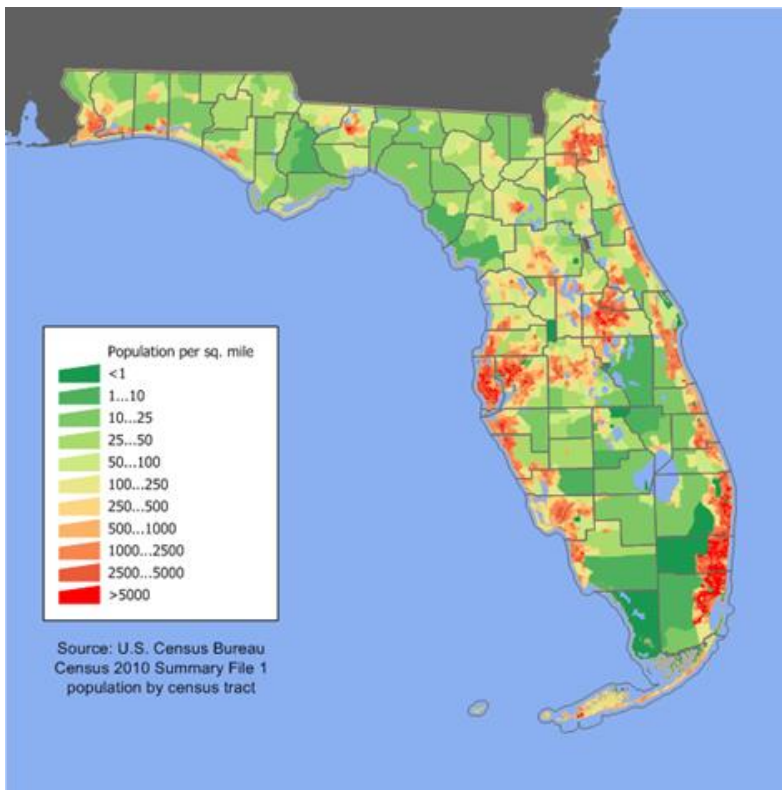 Population per sq. mile
<1
1...10
10...25
25...50
50...100
100...250
250...500
500...1000
1000...2500
2500...5000
>5000
Source: U.S. Census Bureau
Census 2010 Summary File 1
population by census tract